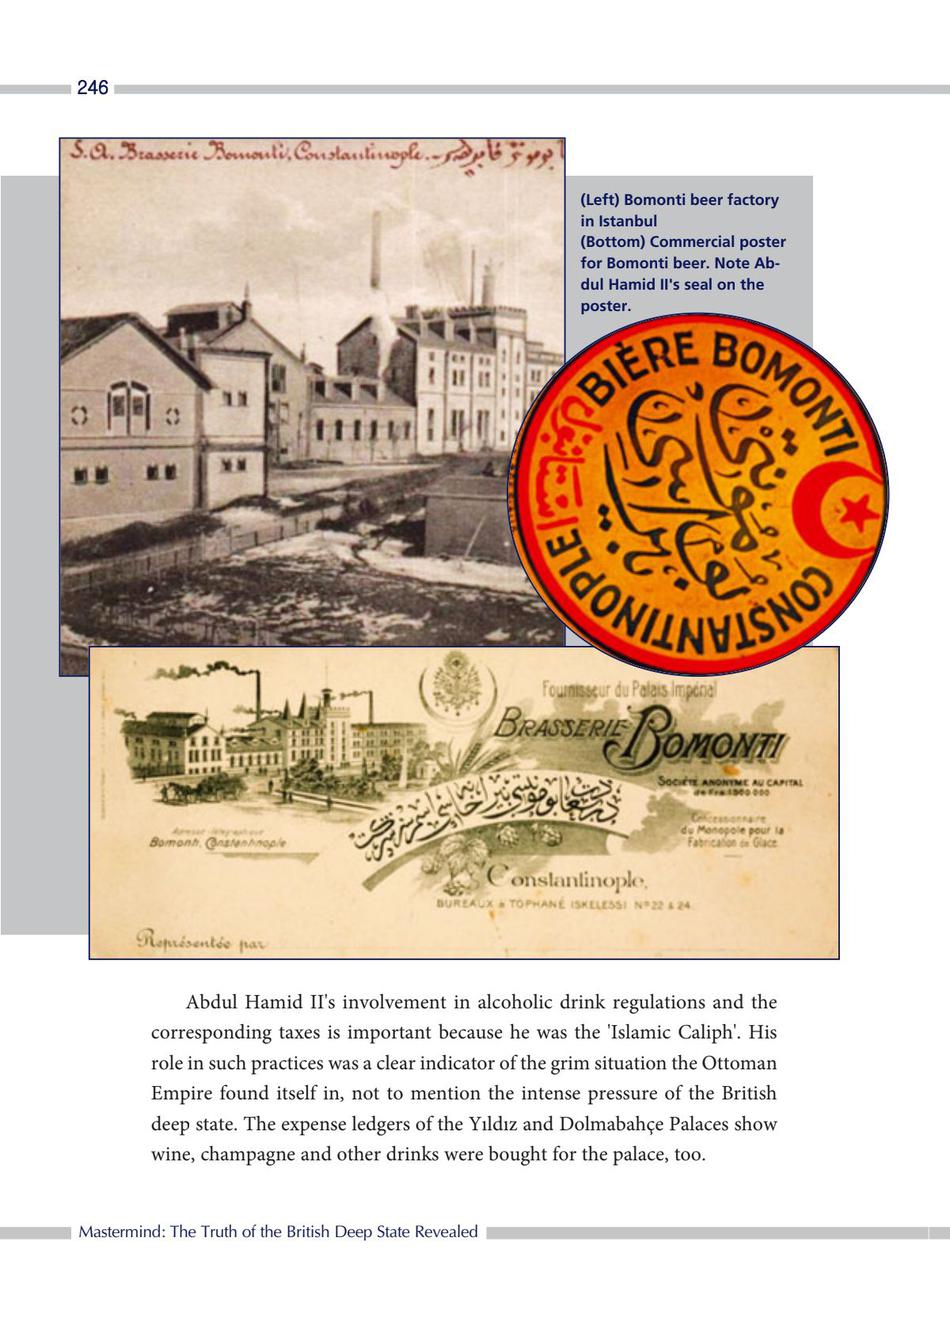 246
S.A. Brasserie Bomonti, Constantinople.
(Left) Bomonti beer factory
in Istanbul
(Bottom) Commercial poster
for Bomonti beer. Note Ab-
dul Hamid II's seal on the
poster.
BIÈRE BOMONTI
CONSTANTINOPLE
Fournisseur du Palais Impérial
BRASSERIE BOMONTI
SOCIÉTÉ ANONYME AU CAPITAL
Concessionnaire
du Monopole pour la
Fabrication de Glace
Bomonti, Constantinople
Constantinople,
BUREAUX à TOPHANÉ ISKELESSI Nº 22 & 24.
Représentée par
Abdul Hamid II's involvement in alcoholic drink regulations and the
corresponding taxes is important because he was the 'Islamic Caliph'. His
role in such practices was a clear indicator of the grim situation the Ottoman
Empire found itself in, not to mention the intense pressure of the British
deep state. The expense ledgers of the Yıldız and Dolmabahçe Palaces show
wine, champagne and other drinks were bought for the palace, too.
Mastermind: The Truth of the British Deep State Revealed